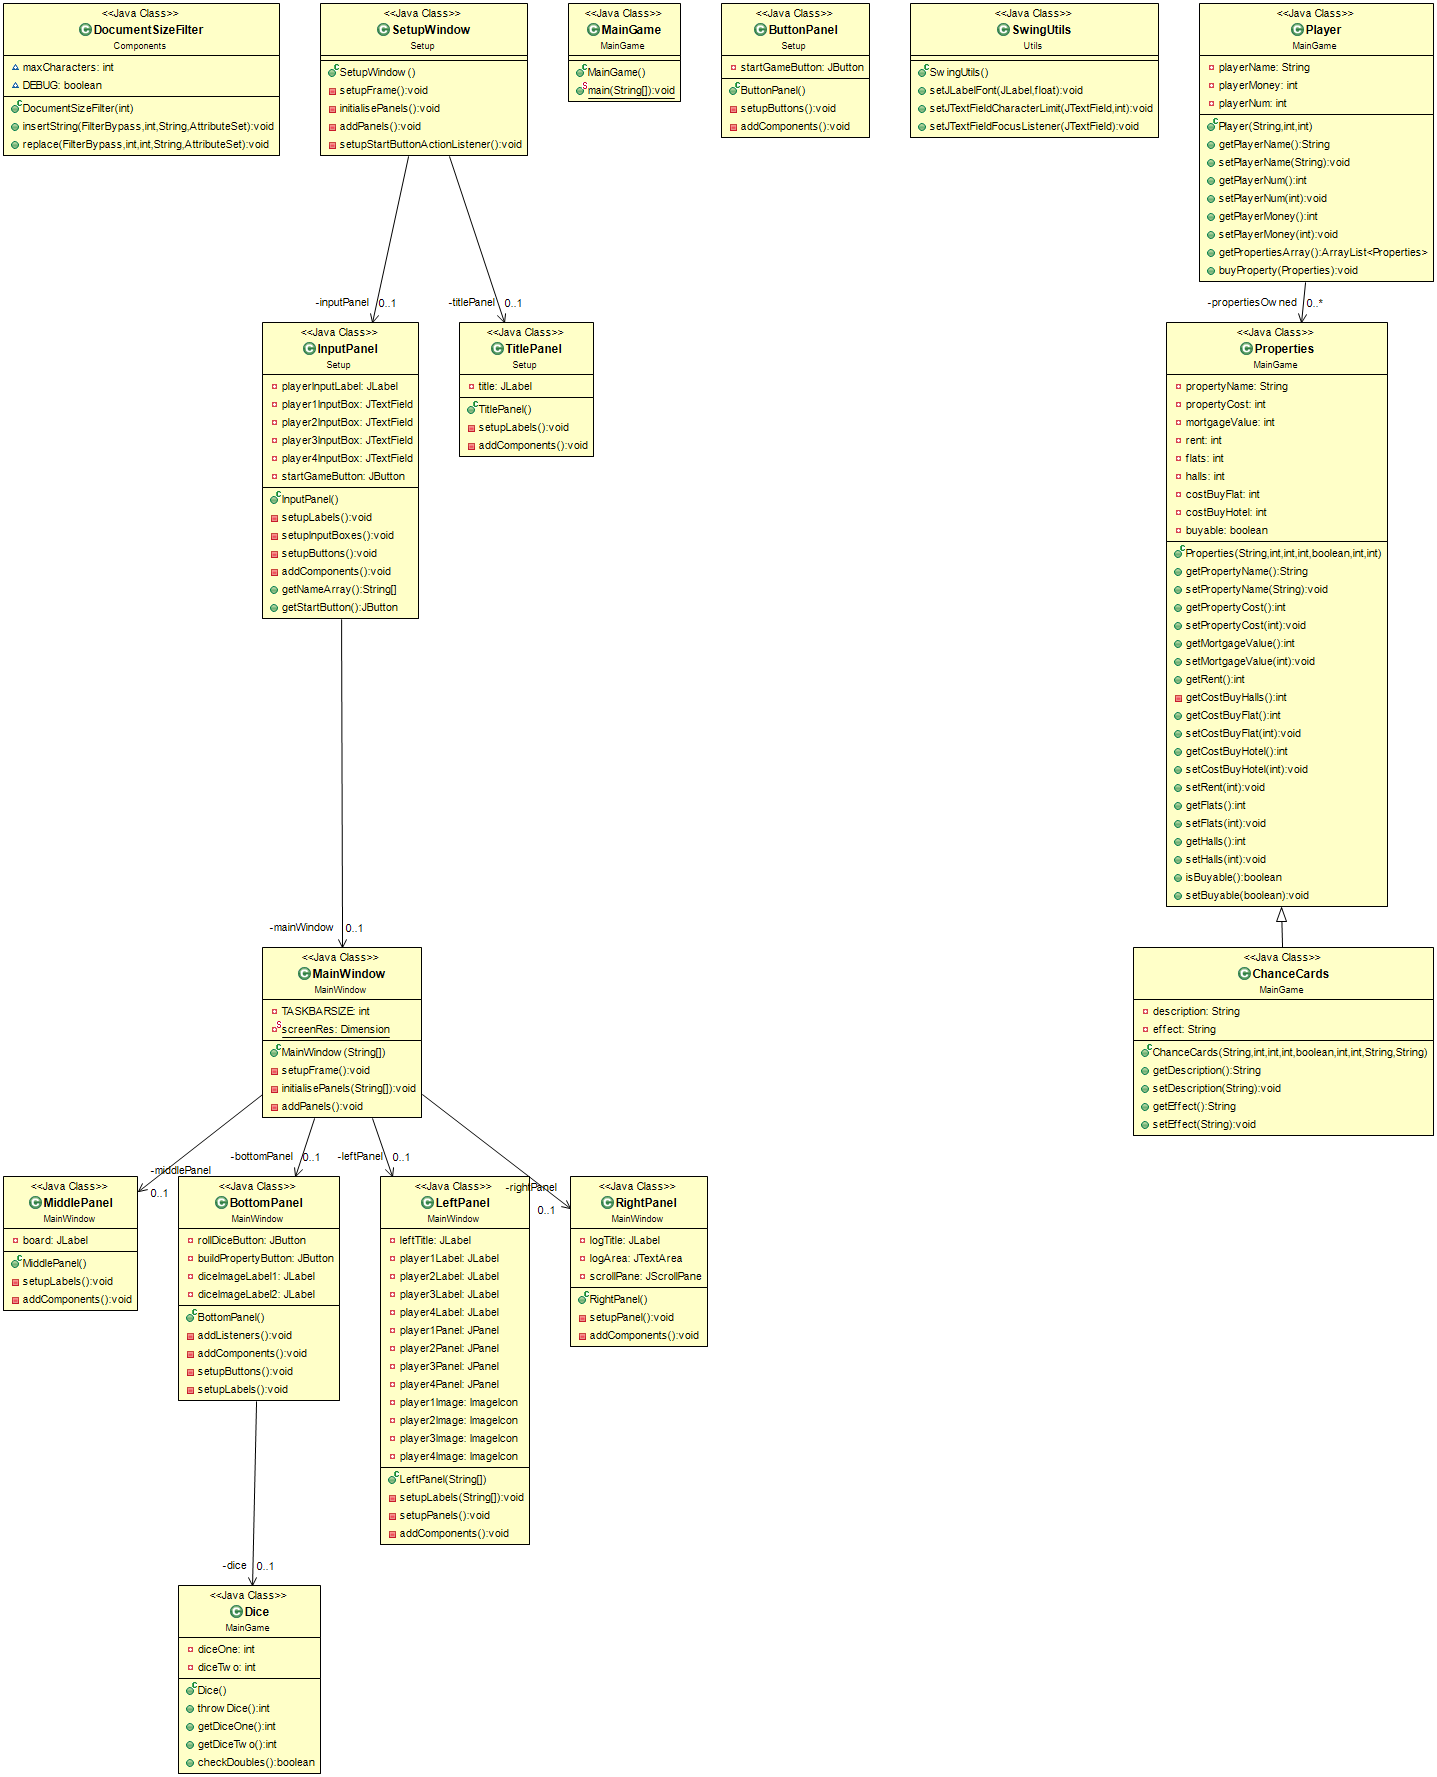 <<Java Class>>
DocumentSizeFilter
Components
maxCharacters: int
DEBUG: boolean
DocumentSizeFilter(int)
insertString(FilterBypass,int,String,AttributeSet):void
replace(FilterBypass,int,int,String,AttributeSet):void
<<Java Class>>
SetupWindow
Setup
SetupWindow()
setupFrame():void
initialisePanels():void
addPanels():void
setupStartButtonActionListener():void
<<Java Class>>
MainGame
MainGame
MainGame()
main(String[]):void
<<Java Class>>
ButtonPanel
Setup
startGameButton: JButton
ButtonPanel()
setupButtons():void
addComponents():void
<<Java Class>>
SwingUtils
Utils
SwingUtils()
setJLabelFont(JLabel,float):void
setJTextFieldCharacterLimit(JTextField,int):void
setJTextFieldFocusListener(JTextField):void
<<Java Class>>
Player
MainGame
playerName: String
playerMoney: int
playerNum: int
Player(String,int,int)
getPlayerName():String
setPlayerName(String):void
getPlayerNum():int
setPlayerNum(int):void
getPlayerMoney():int
setPlayerMoney(int):void
getPropertiesArray():ArrayList<Properties>
buyProperty(Properties):void
-inputPanel 0..1
-titlePanel 0..1
-propertiesOwned 0..*
<<Java Class>>
InputPanel
Setup
playerInputLabel: JLabel
player1InputBox: JTextField
player2InputBox: JTextField
player3InputBox: JTextField
player4InputBox: JTextField
startGameButton: JButton
InputPanel()
setupLabels():void
setupInputBoxes():void
setupButtons():void
addComponents():void
getNameArray():String[]
getStartButton():JButton
<<Java Class>>
TitlePanel
Setup
title: JLabel
TitlePanel()
setupLabels():void
addComponents():void
<<Java Class>>
Properties
MainGame
propertyName: String
propertyCost: int
mortgageValue: int
rent: int
flats: int
halls: int
costBuyFlat: int
costBuyHotel: int
buyable: boolean
Properties(String,int,int,int,boolean,int,int)
getPropertyName():String
setPropertyName(String):void
getPropertyCost():int
setPropertyCost(int):void
getMortgageValue():int
setMortgageValue(int):void
getRent():int
getCostBuyHalls():int
getCostBuyFlat():int
setCostBuyFlat(int):void
getCostBuyHotel():int
setCostBuyHotel(int):void
setRent(int):void
getFlats():int
setFlats(int):void
getHalls():int
setHalls(int):void
isBuyable():boolean
setBuyable(boolean):void
-mainWindow 0..1
<<Java Class>>
MainWindow
MainWindow
TASKBARSIZE: int
screenRes: Dimension
MainWindow(String[])
setupFrame():void
initialisePanels(String[]):void
addPanels():void
<<Java Class>>
ChanceCards
MainGame
description: String
effect: String
ChanceCards(String,int,int,int,boolean,int,int,String,String)
getDescription():String
setDescription(String):void
getEffect():String
setEffect(String):void
-middlePanel
0..1
-bottomPanel 0..1
-leftPanel 0..1
-rightPanel
0..1
<<Java Class>>
MiddlePanel
MainWindow
board: JLabel
MiddlePanel()
setupLabels():void
addComponents():void
<<Java Class>>
BottomPanel
MainWindow
rollDiceButton: JButton
buildPropertyButton: JButton
diceImageLabel1: JLabel
diceImageLabel2: JLabel
BottomPanel()
addListeners():void
addComponents():void
setupButtons():void
setupLabels():void
<<Java Class>>
LeftPanel
MainWindow
leftTitle: JLabel
player1Label: JLabel
player2Label: JLabel
player3Label: JLabel
player4Label: JLabel
player1Panel: JPanel
player2Panel: JPanel
player3Panel: JPanel
player4Panel: JPanel
player1Image: ImageIcon
player2Image: ImageIcon
player3Image: ImageIcon
player4Image: ImageIcon
LeftPanel(String[])
setupLabels(String[]):void
setupPanels():void
addComponents():void
<<Java Class>>
RightPanel
MainWindow
logTitle: JLabel
logArea: JTextArea
scrollPane: JScrollPane
RightPanel()
setupPanel():void
addComponents():void
-dice 0..1
<<Java Class>>
Dice
MainGame
diceOne: int
diceTwo: int
Dice()
throwDice():int
getDiceOne():int
getDiceTwo():int
checkDoubles():boolean